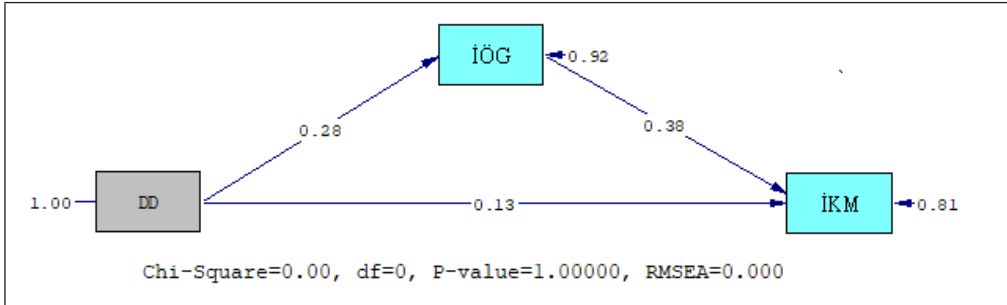 İÖG
0.92
0.28
0.38
1.00
DD
0.13
İKM
0.81
Chi-Square=0.00, df=0, P-value=1.00000, RMSEA=0.000